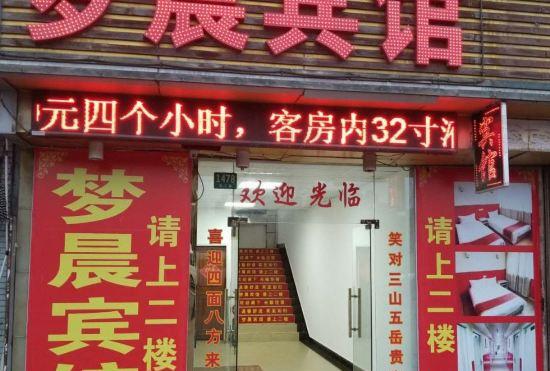 梦晨宾馆
元四个小时，客房内32寸液
宾馆
1478
欢迎光临
梦晨宾馆
请上二楼
喜迎四面八方来
笑对三山五岳贵
请上二楼